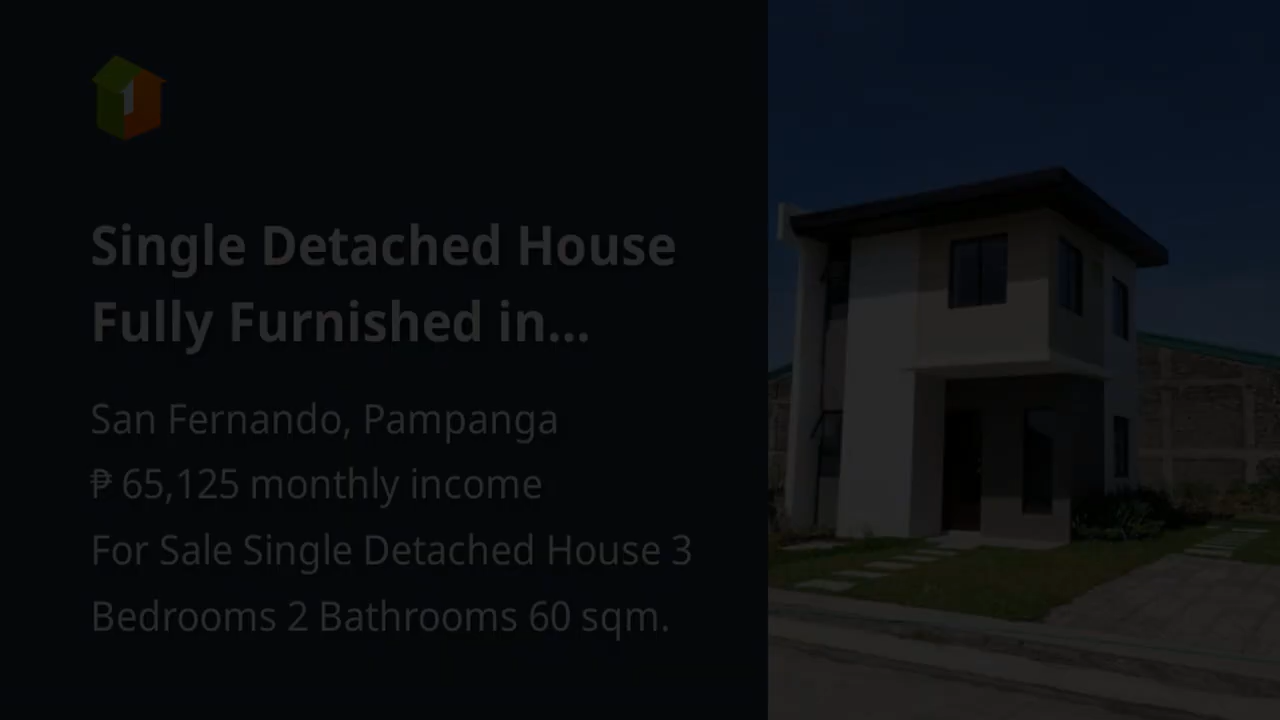 Single Detached House
Fully Furnished in...
San Fernando, Pampanga
₱ 65,125 monthly income
For Sale Single Detached House 3
Bedrooms 2 Bathrooms 60 sqm.